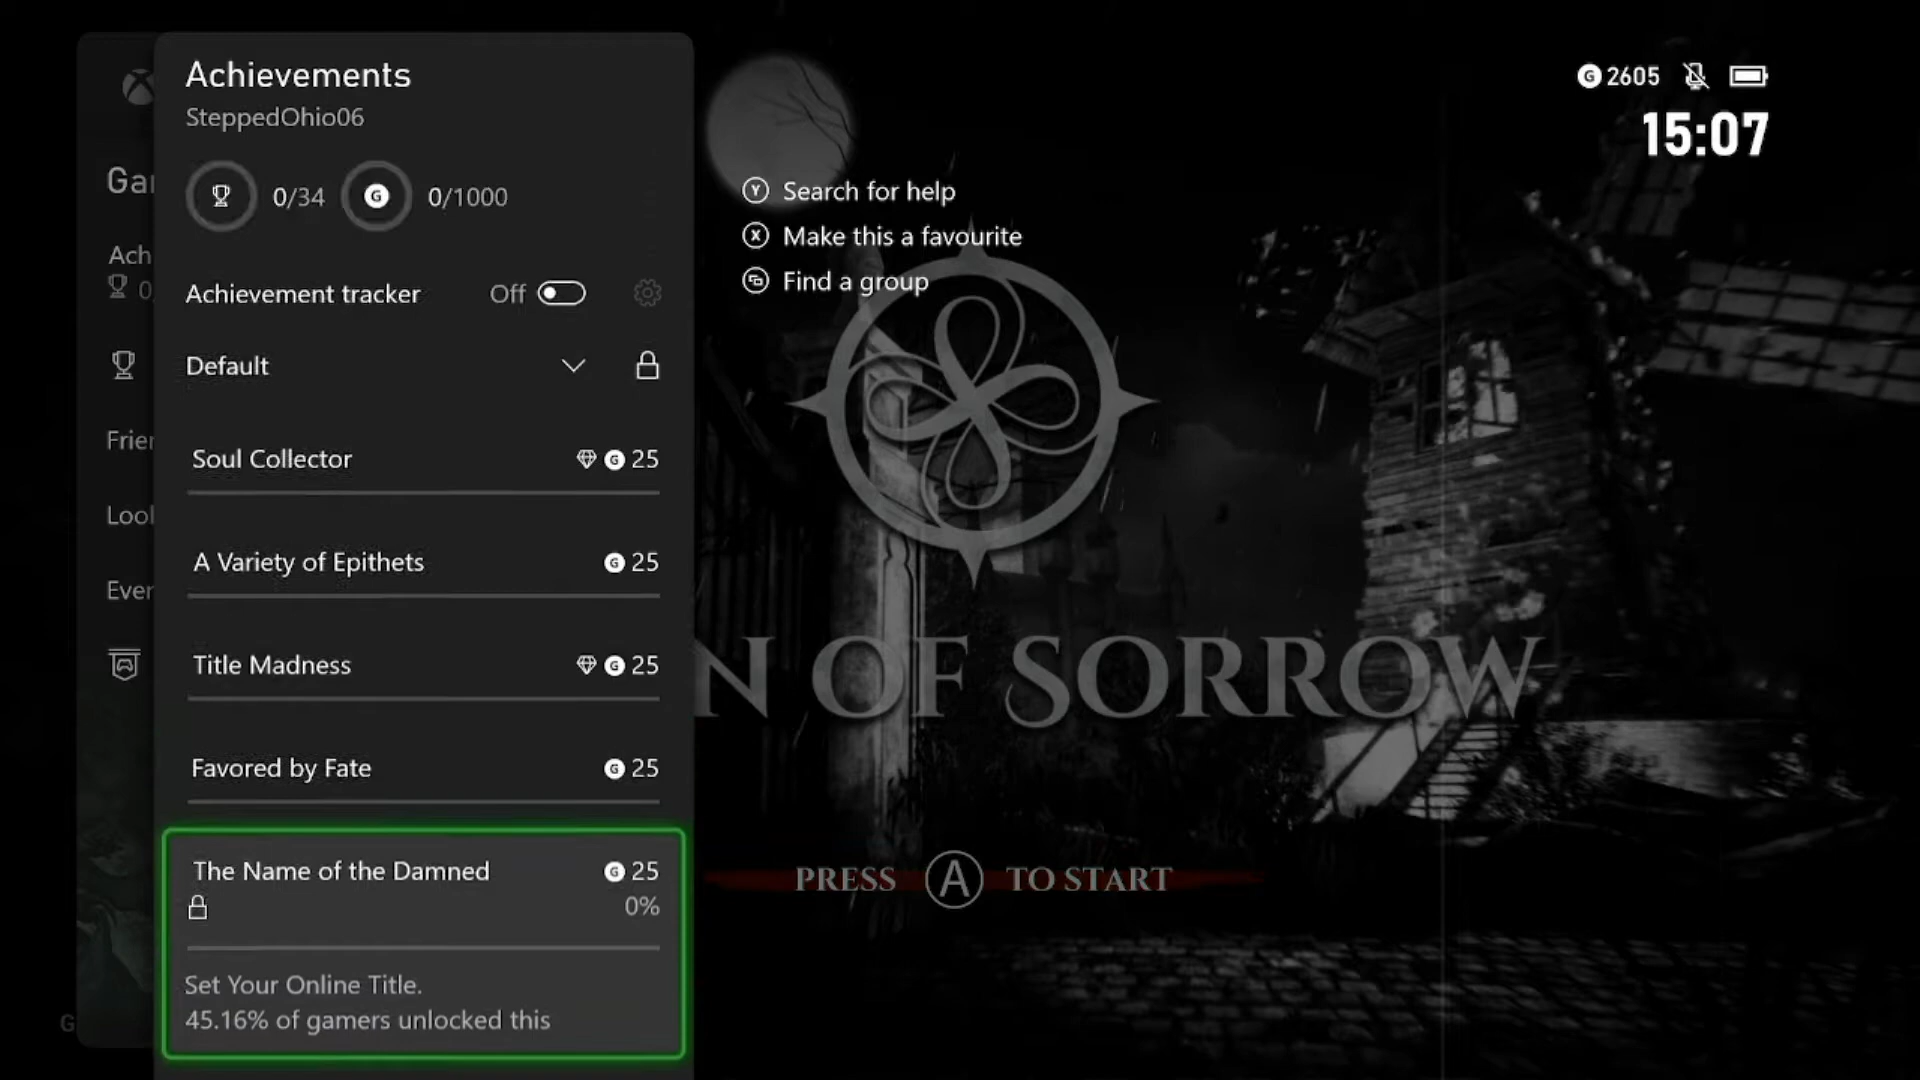 Achievements
SteppedOhio06
0/34
0/1000
Achievement tracker
Off
Default
Soul Collector
25
A Variety of Epithets
25
Title Madness
25
Favored by Fate
25
The Name of the Damned
25
0%
Set Your Online Title.
45.16% of gamers unlocked this
Gar
Ach
0
Frier
Lool
Ever
G
Y Search for help
X Make this a favourite
Find a group
G 2605
15:07
N OF SORROW
PRESS A TO START